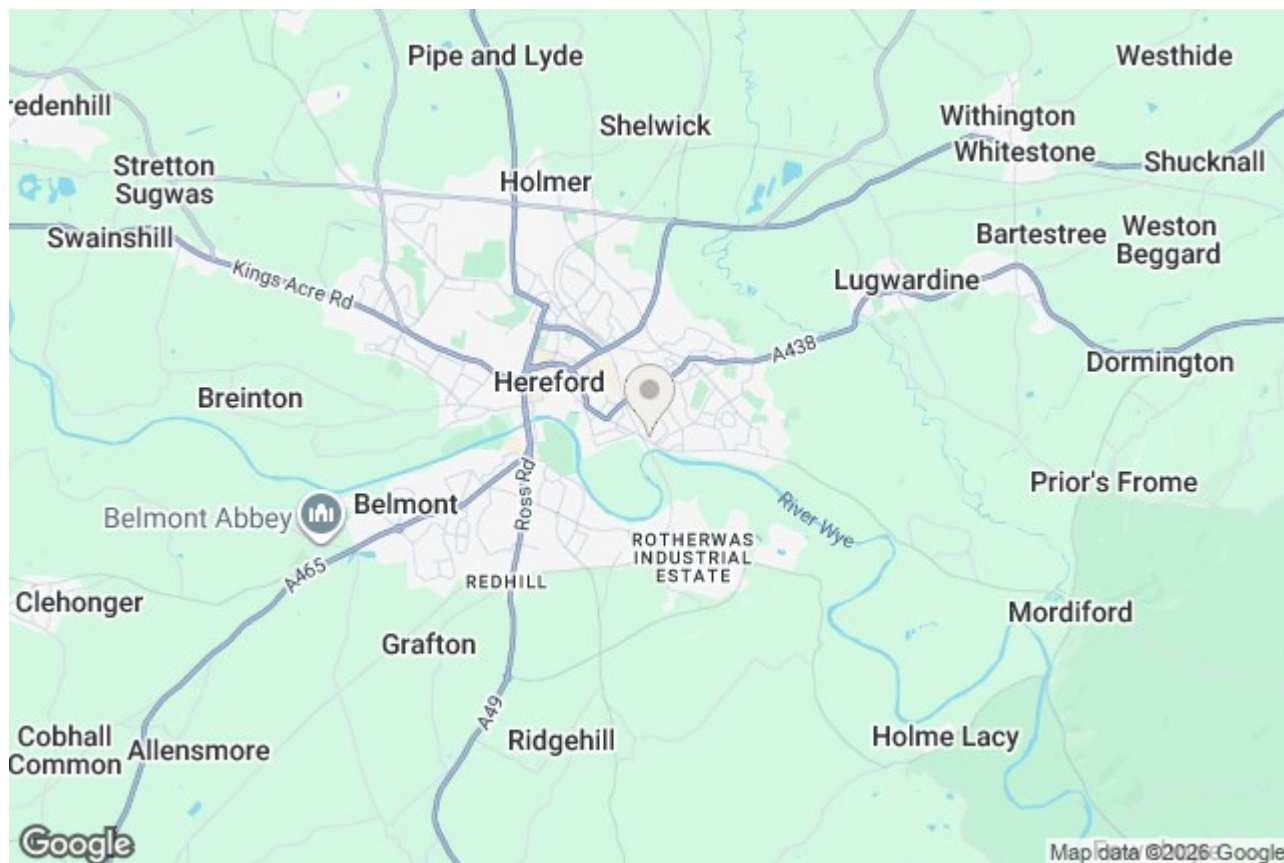 Pipe and Lyde
Westhide
redenhill
Shelwick
Withington
Whitestone
Shucknall
Stretton
Sugwas
Holmer
Swainshill
Bartestree
Weston
Beggard
Kings Acre Rd
Lugwardine
A438
Dormington
Hereford
Breinton
Prior's Frome
Belmont
Ross Rd
River Wye
Belmont Abbey
ROTHERWAS
INDUSTRIAL
ESTATE
A465
REDHILL
Clehonger
Mordiford
Grafton
A49
Cobhall
Common
Allensmore
Ridgehill
Holme Lacy
Google
Map data ©2026 Google